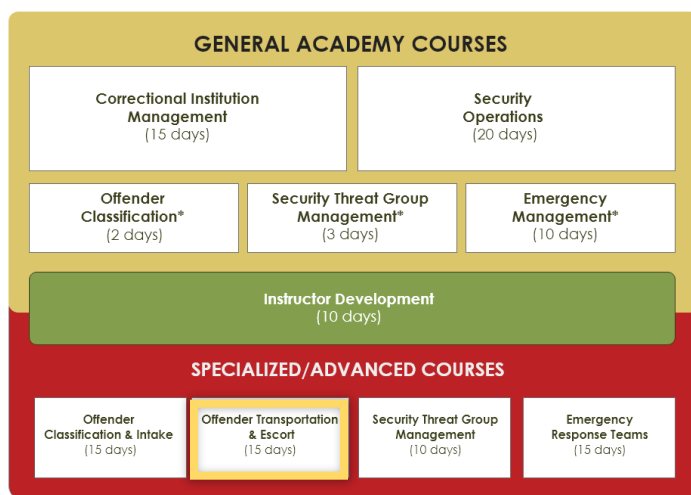 GENERAL ACADEMY COURSES
Correctional Institution
Management
(15 days)
Security
Operations
(20 days)
Offender
Classification*
(2 days)
Security Threat Group
Management*
(3 days)
Emergency
Management*
(10 days)
Instructor Development
(10 days)
SPECIALIZED/ADVANCED COURSES
Offender
Classification & Intake
(15 days)
Offender Transportation
& Escort
(15 days)
Security Threat Group
Management
(10 days)
Emergency
Response Teams
(15 days)